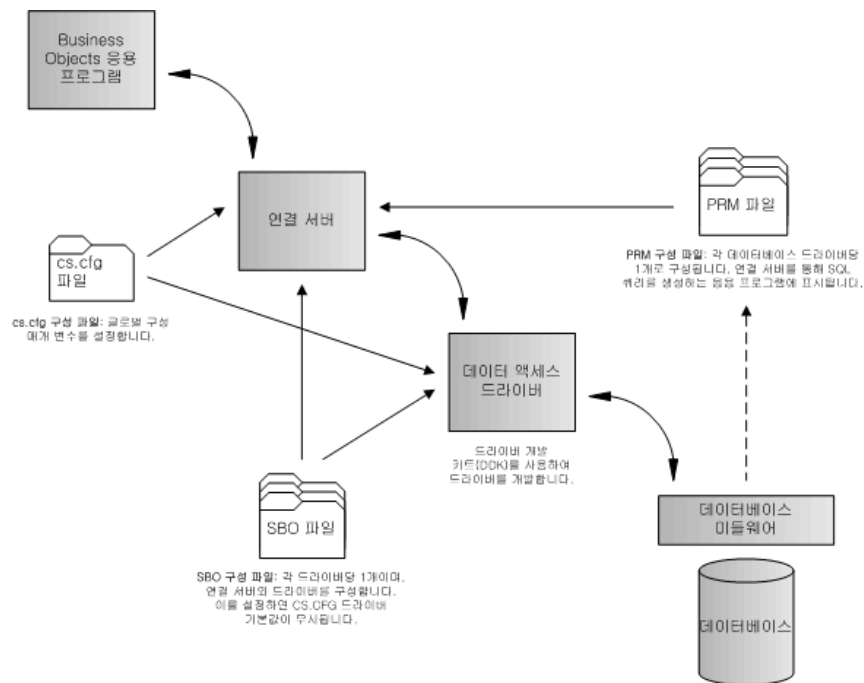 Business
Objects 응용
프로그램
연결 서버
PRM 파일
PRM 구성 파일: 각 데이터베이스 드라이버당
1개로 구성됩니다. 연결 서버를 통해 SQL
쿼리를 생성하는 응용 프로그램에 표시됩니다.
cs.cfg
파일
cs.cfg 구성 파일: 글로벌 구성
매개 변수를 설정합니다.
데이터 액세스
드라이버
드라이버 개발
키트(DDK)를 사용하여
드라이버를 개발합니다.
SBO 파일
SBO 구성 파일: 각 드라이버당 1개이며,
연결 서버와 드라이버를 구성합니다.
이를 설정하면 CS.CFG 드라이버
기본값이 무시됩니다.
데이터베이스
미들웨어
데이터베이스